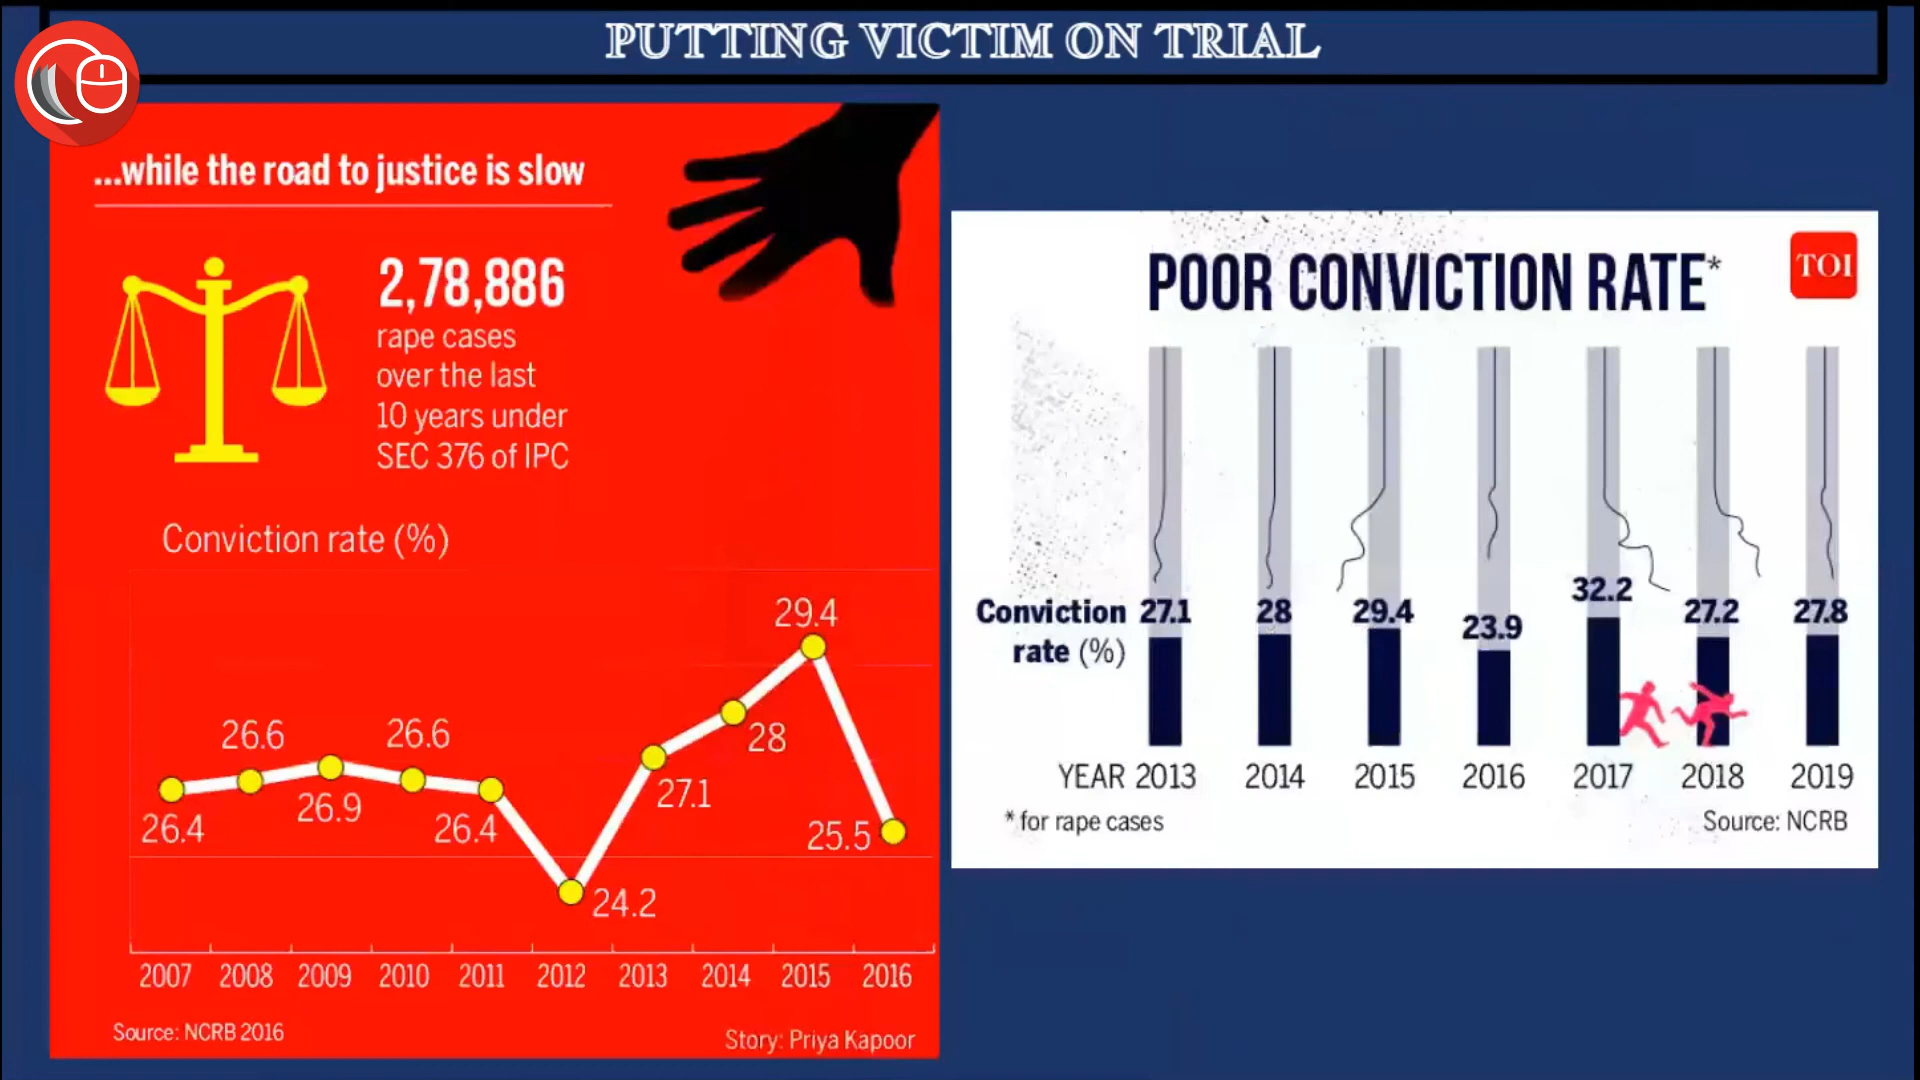 PUTTING VICTIM ON TRIAL
...while the road to justice is slow
2,78,886
rape cases
over the last
10 years under
SEC 376 of IPC
Conviction rate (%)
26.4
26.6
26.9
26.6
26.4
24.2
27.1
28
29.4
25.5
2007 2008 2009 2010 2011 2012 2013 2014 2015 2016
Source: NCRB 2016
Story: Priya Kapoor
POOR CONVICTION RATE*
TOI
Conviction rate (%)
27.1 28 29.4 23.9 32.2 27.2 27.8
YEAR 2013 2014 2015 2016 2017 2018 2019
* for rape cases
Source: NCRB